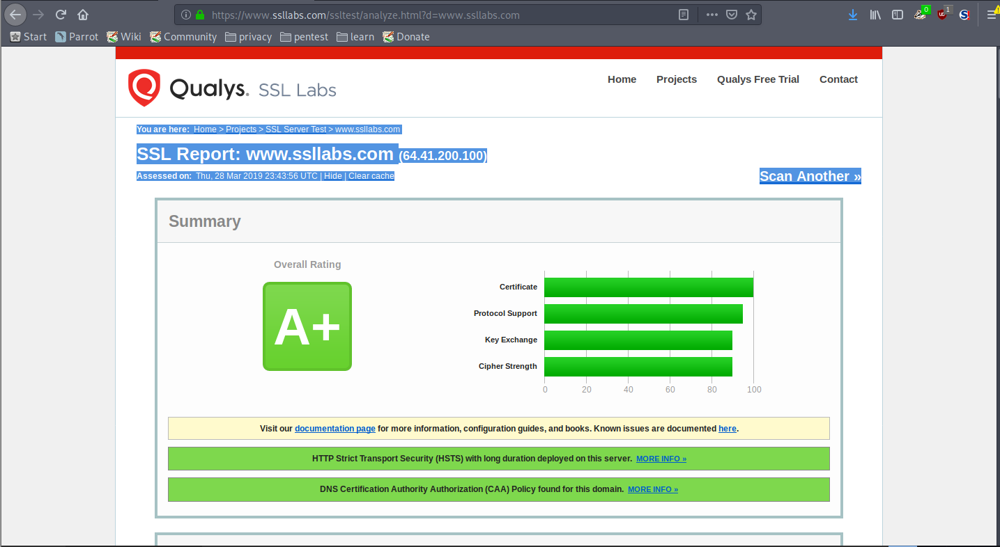 https://www.ssllabs.com/ssltest/analyze.html?d=www.ssllabs.com
0
1
Start Parrot Wiki Community privacy pentest learn Donate
Qualys. SSL Labs
Home Projects Qualys Free Trial Contact
You are here: Home > Projects > SSL Server Test > www.ssllabs.com
SSL Report: www.ssllabs.com (64.41.200.100)
Assessed on: Thu, 28 Mar 2019 23:43:56 UTC | Hide | Clear cache
Scan Another »
Summary
Overall Rating
A+
Certificate
Protocol Support
Key Exchange
Cipher Strength
0 20 40 60 80 100
Visit our documentation page for more information, configuration guides, and books. Known issues are documented here.
HTTP Strict Transport Security (HSTS) with long duration deployed on this server. MORE INFO »
DNS Certification Authority Authorization (CAA) Policy found for this domain. MORE INFO »